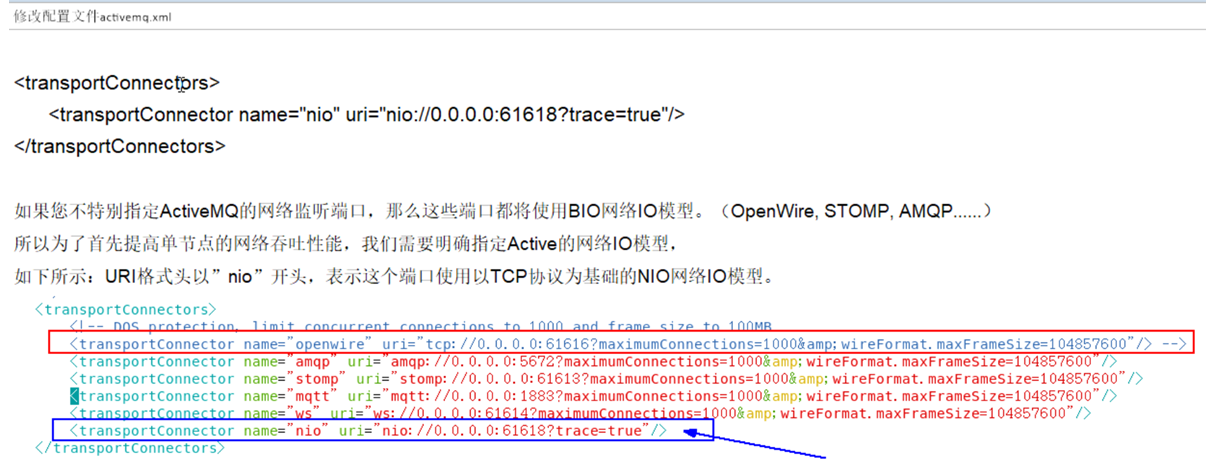 修改配置文件activemq.xml
<transportConnectors>
<transportConnector name="nio" uri="nio://0.0.0.0:61618?trace=true"/>
</transportConnectors>
如果您不特别指定ActiveMQ的网络监听端口，那么这些端口都将使用BIO网络IO模型。（OpenWire, STOMP, AMQP......）
所以为了首先提高单节点的网络吞吐性能，我们需要明确指定Active的网络IO模型，
如下所示：URI格式头以”nio”开头，表示这个端口使用以TCP协议为基础的NIO网络IO模型。
<transportConnectors>
<!-- DOS protection, limit concurrent connections to 1000 and frame size to 100MB
<transportConnector name="openwire" uri="tcp://0.0.0.0:61616?maximumConnections=1000&amp;wireFormat.maxFrameSize=104857600"/> -->
<transportConnector name="amqp" uri="amqp://0.0.0.0:5672?maximumConnections=1000&amp;wireFormat.maxFrameSize=104857600"/>
<transportConnector name="stomp" uri="stomp://0.0.0.0:61613?maximumConnections=1000&amp;wireFormat.maxFrameSize=104857600"/>
<transportConnector name="mqtt" uri="mqtt://0.0.0.0:1883?maximumConnections=1000&amp;wireFormat.maxFrameSize=104857600"/>
<transportConnector name="ws" uri="ws://0.0.0.0:61614?maximumConnections=1000&amp;wireFormat.maxFrameSize=104857600"/>
<transportConnector name="nio" uri="nio://0.0.0.0:61618?trace=true"/>
</transportConnectors>